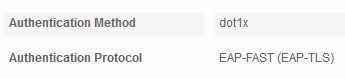 Authentication Method dot1x
Authentication Protocol EAP-FAST (EAP-TLS)